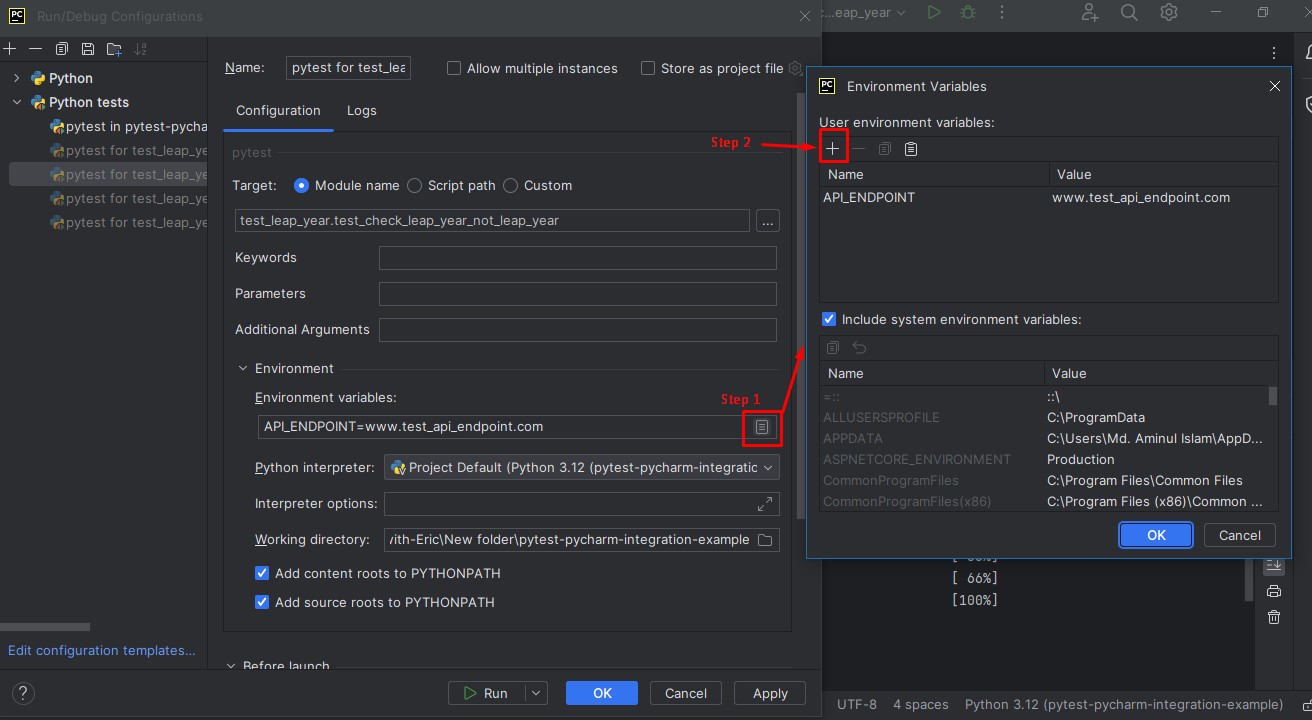 PC Run/Debug Configurations
Python
Python tests
pytest in pytest-pycha
pytest for test_leap_ye
pytest for test_leap_ye
pytest for test_leap_ye
pytest for test_leap_ye
Edit configuration templates...
Name: pytest for test_lea
Allow multiple instances
Store as project file
Configuration Logs
pytest
Target: Module name Script path Custom
test_leap_year.test_check_leap_year_not_leap_year ...
Keywords
Parameters
Additional Arguments
Environment
Environment variables:
Step 1
API_ENDPOINT=www.test_api_endpoint.com
Python interpreter: Project Default (Python 3.12 (pytest-pycharm-integratic
Interpreter options:
Working directory: vith-Eric\New folder\pytest-pycharm-integration-example
Add content roots to PYTHONPATH
Add source roots to PYTHONPATH
Before launch
? Run OK Cancel Apply
:...eap_year
PC Environment Variables
User environment variables:
Step 2
Name Value
API_ENDPOINT www.test_api_endpoint.com
Include system environment variables:
Name Value
=:: ::\
ALLUSERSPROFILE C:\ProgramData
APPDATA C:\Users\Md. Aminul Islam\AppD...
ASPNETCORE_ENVIRONMENT Production
CommonProgramFiles C:\Program Files\Common Files
CommonProgramFiles(x86) C:\Program Files (x86)\Common ...
OK Cancel
[ 66%]
[100%]
UTF-8 4 spaces Python 3.12 (pytest-pycharm-integration-example)